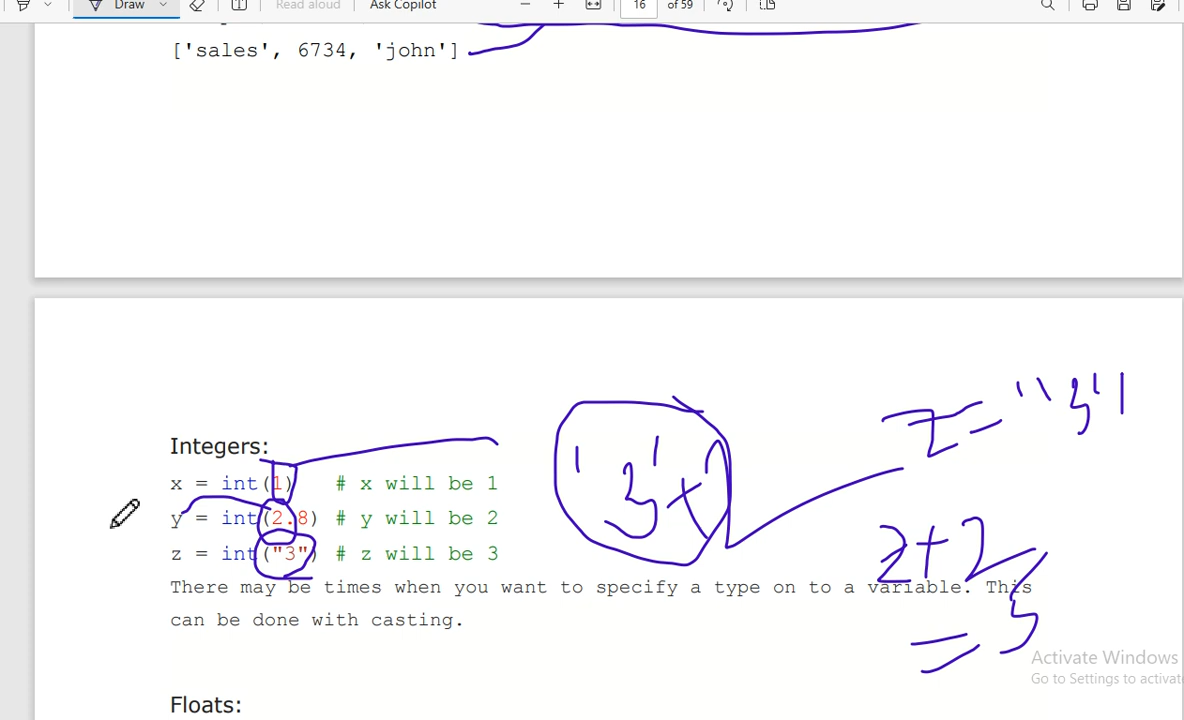 Draw
Read aloud
Ask Copilot
16 of 59
['sales', 6734, 'john']
z = "3"
Integers:
x = int(1) # x will be 1
'3'
y = int(2.8) # y will be 2
2+2
z = int("3") # z will be 3
There may be times when you want to specify a type on to a variable. This
can be done with casting.
=
Activate Windows
Go to Settings to activat
Floats: